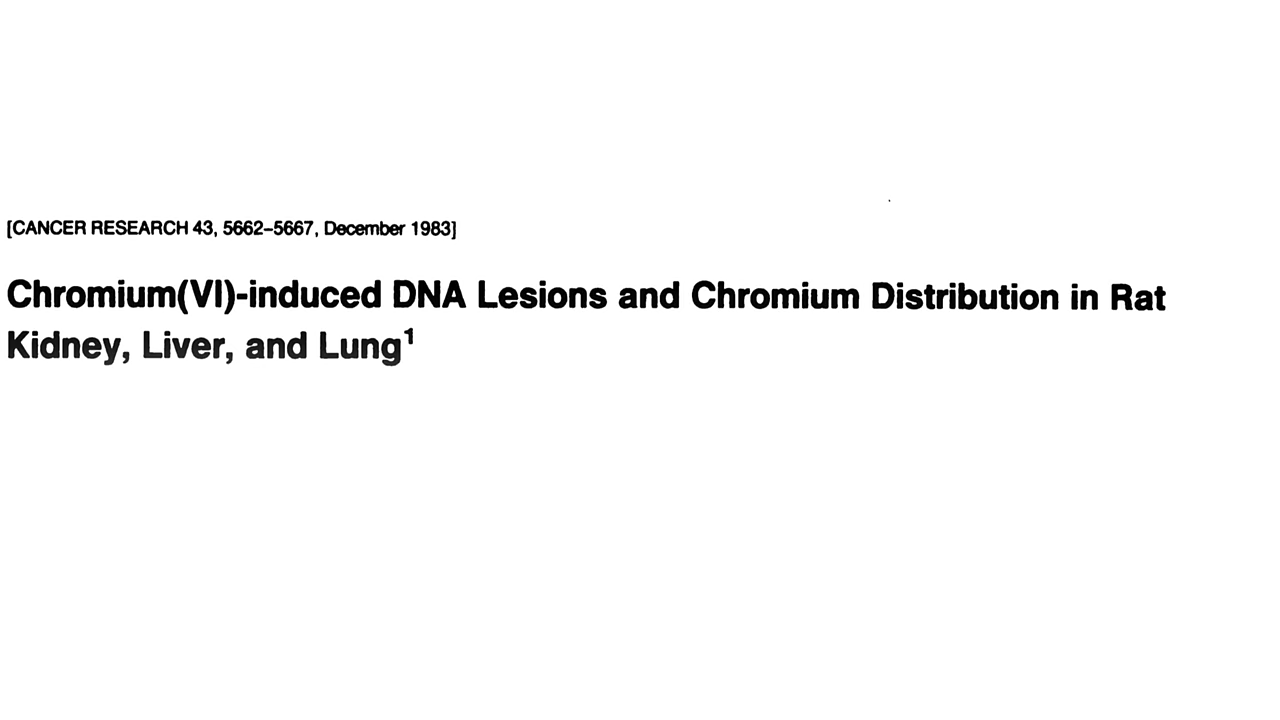 [CANCER RESEARCH 43, 5662–5667, December 1983]
Chromium(VI)-induced DNA Lesions and Chromium Distribution in Rat
Kidney, Liver, and Lung¹